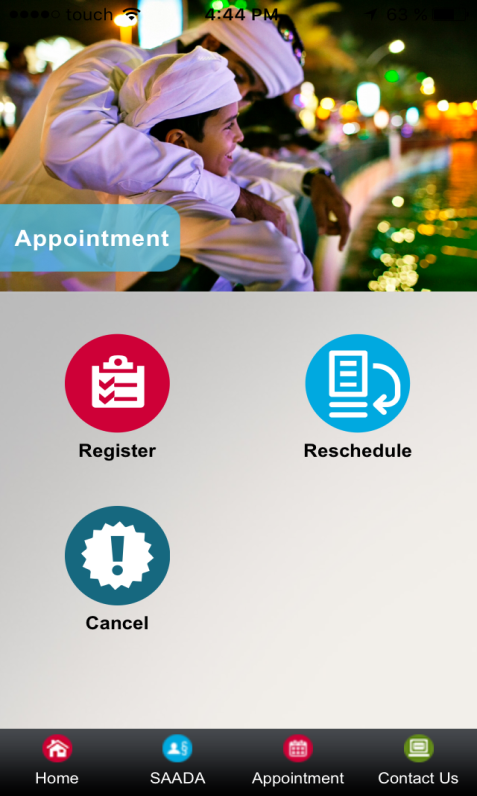 touch 4:44 PM 63 %
Appointment
Register Reschedule
Cancel
Home SAADA Appointment Contact Us